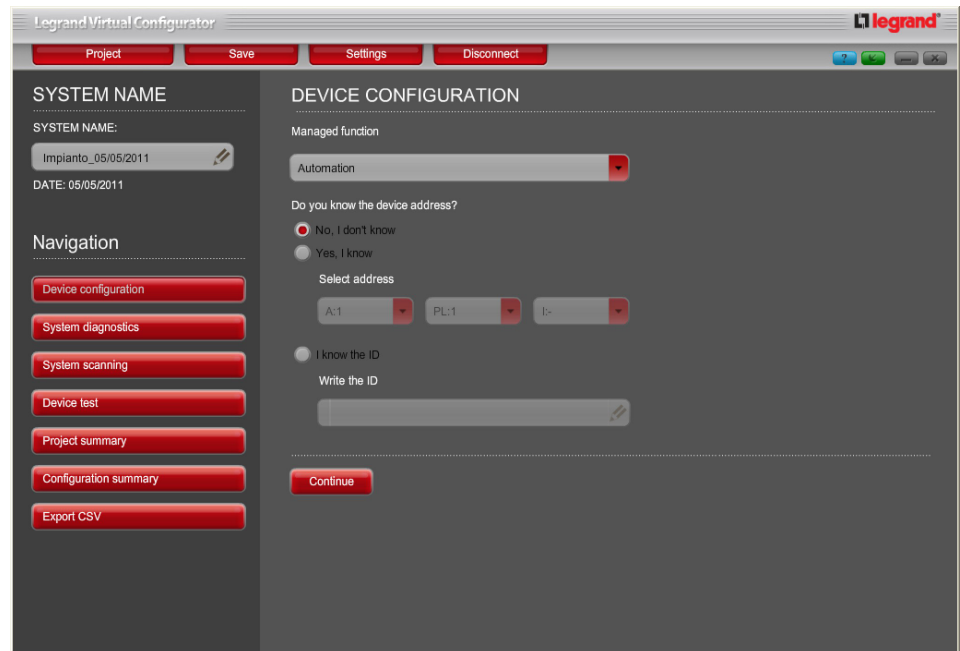 Legrand Virtual Configurator
legrand®
Project Save Settings Disconnect
?
SYSTEM NAME
SYSTEM NAME:
Impianto_05/05/2011
DATE: 05/05/2011
Navigation
Device configuration
System diagnostics
System scanning
Device test
Project summary
Configuration summary
Export CSV
DEVICE CONFIGURATION
Managed function
Automation
Do you know the device address?
No, I don't know
Yes, I know
Select address
A:1 PL:1 I:-
I know the ID
Write the ID
Continue